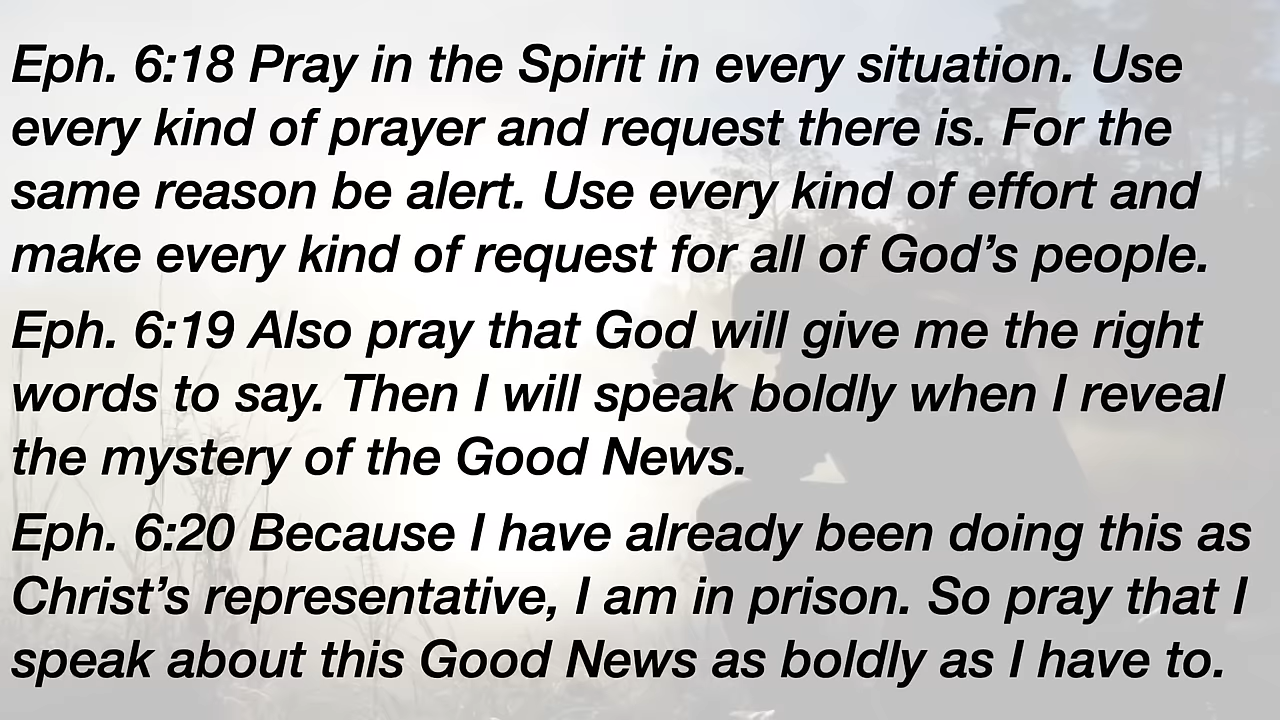 Eph. 6:18 Pray in the Spirit in every situation. Use
every kind of prayer and request there is. For the
same reason be alert. Use every kind of effort and
make every kind of request for all of God’s people.
Eph. 6:19 Also pray that God will give me the right
words to say. Then I will speak boldly when I reveal
the mystery of the Good News.
Eph. 6:20 Because I have already been doing this as
Christ’s representative, I am in prison. So pray that I
speak about this Good News as boldly as I have to.